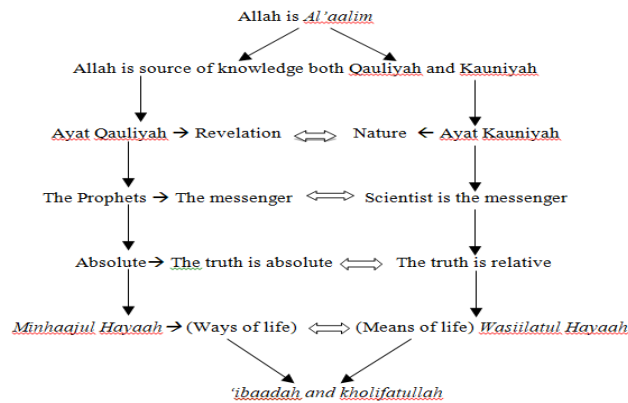 Allah is Al’aalim
Allah is source of knowledge both Qauliyah and Kauniyah
Ayat Qauliyah → Revelation ⇔ Nature ← Ayat Kauniyah
The Prophets → The messenger ⇔ Scientist is the messenger
Absolute → The truth is absolute ⇔ The truth is relative
Minhaajul Hayaah → (Ways of life) ⇔ (Means of life) Wasiilatul Hayaah
‘ibaadah and kholifatullah